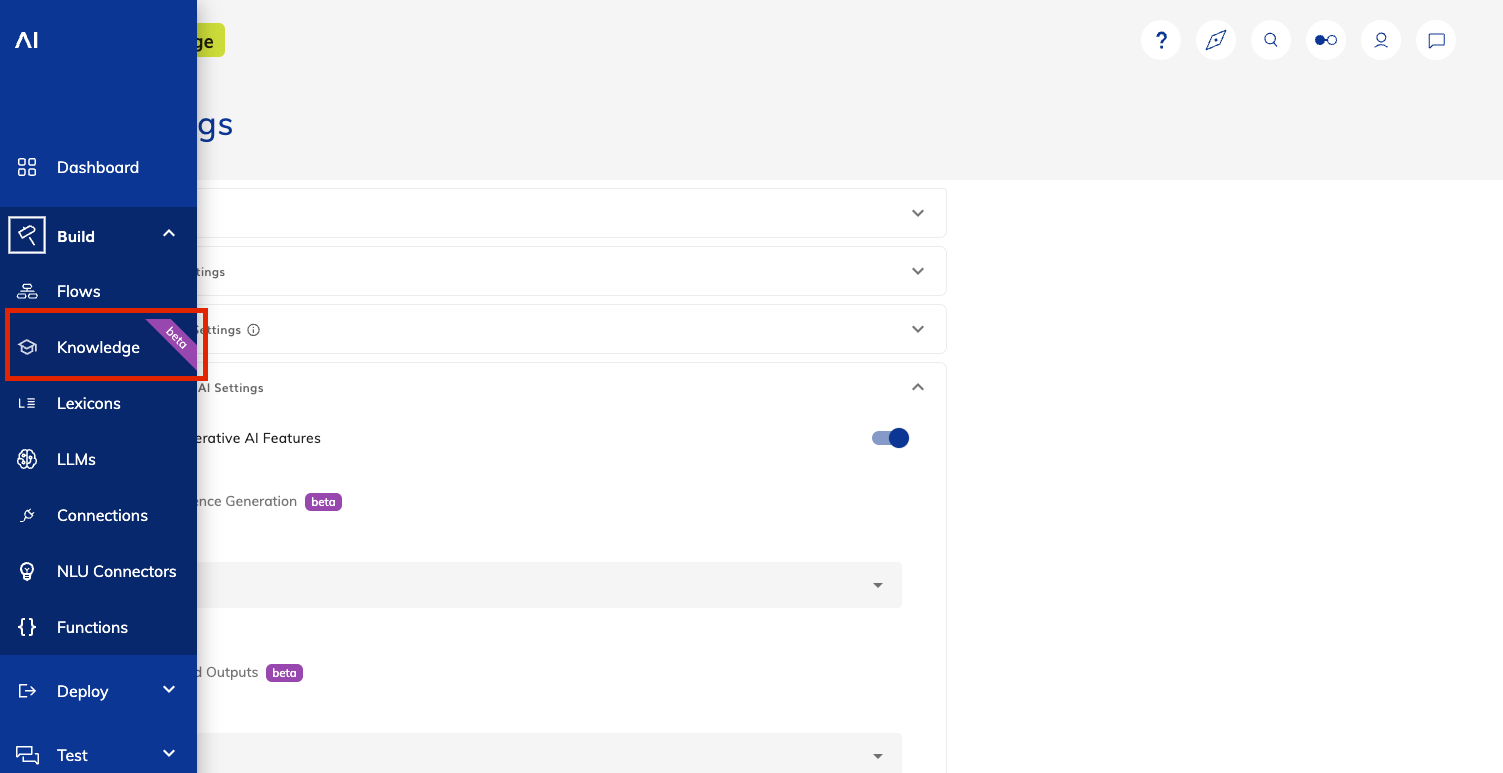 AI
Dashboard
Build
Flows
Knowledge
beta
Lexicons
LLMs
Connections
NLU Connectors
Functions
Deploy
Test
ge
?
gs
tings
Settings
AI Settings
erative AI Features
ence Generation beta
d Outputs beta